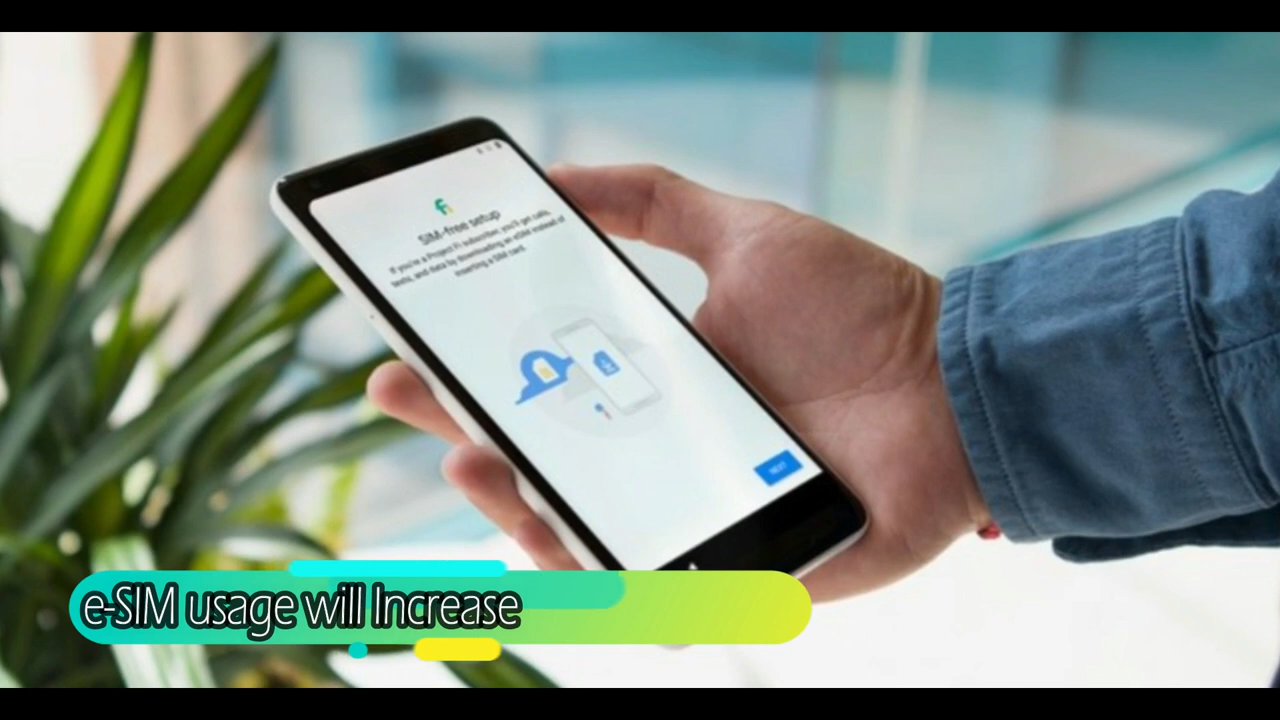 fi
SIM-free setup
If you're a Project Fi subscriber, you'll get calls,
texts, and data by downloading an eSIM instead of
inserting a SIM card.
NEXT
e-SIM usage will Increase